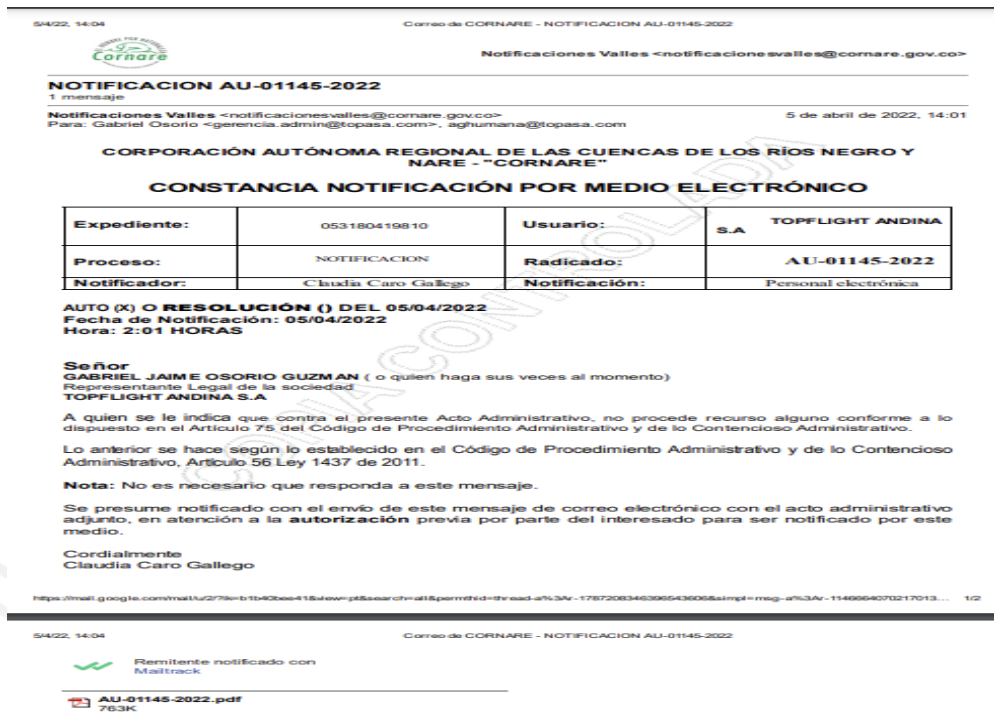 5/4/22, 14:04 Correo de CORNARE - NOTIFICACION AU-01145-2022
Cornare
Notificaciones Valles <notificacionesvalles@cornare.gov.co>
NOTIFICACION AU-01145-2022
1 mensaje
Notificaciones Valles <notificacionesvalles@cornare.gov.co> 5 de abril de 2022, 14:01
Para: Gabriel Osorio <gerencia.admin@topasa.com>, aghumana@topasa.com
CORPORACIÓN AUTÓNOMA REGIONAL DE LAS CUENCAS DE LOS RÍOS NEGRO Y
NARE - "CORNARE"
CONSTANCIA NOTIFICACIÓN POR MEDIO ELECTRÓNICO
Expediente: 053180419810 Usuario: TOPFLIGHT ANDINA
S.A
Proceso: NOTIFICACION Radicado: AU-01145-2022
Notificador: Claudia Caro Gallego Notificación: Personal electrónica
AUTO (X) O RESOLUCIÓN () DEL 05/04/2022
Fecha de Notificación: 05/04/2022
Hora: 2:01 HORAS
Señor
GABRIEL JAIME OSORIO GUZMAN ( o quien haga sus veces al momento)
Representante Legal de la sociedad
TOPFLIGHT ANDINA S.A
A quien se le indica que contra el presente Acto Administrativo, no procede recurso alguno conforme a lo
dispuesto en el Artículo 75 del Código de Procedimiento Administrativo y de lo Contencioso Administrativo.
Lo anterior se hace según lo establecido en el Código de Procedimiento Administrativo y de lo Contencioso
Administrativo, Artículo 56 Ley 1437 de 2011.
Nota: No es necesario que responda a este mensaje.
Se presume notificado con el envío de este mensaje de correo electrónico con el acto administrativo
adjunto, en atención a la autorización previa por parte del interesado para ser notificado por este
medio.
Cordialmente
Claudia Caro Gallego
COPIA CONTROLADA
1/2
5/4/22, 14:04 Correo de CORNARE - NOTIFICACION AU-01145-2022
Remitente notificado con
Mailtrack
AU-01145-2022.pdf
763K